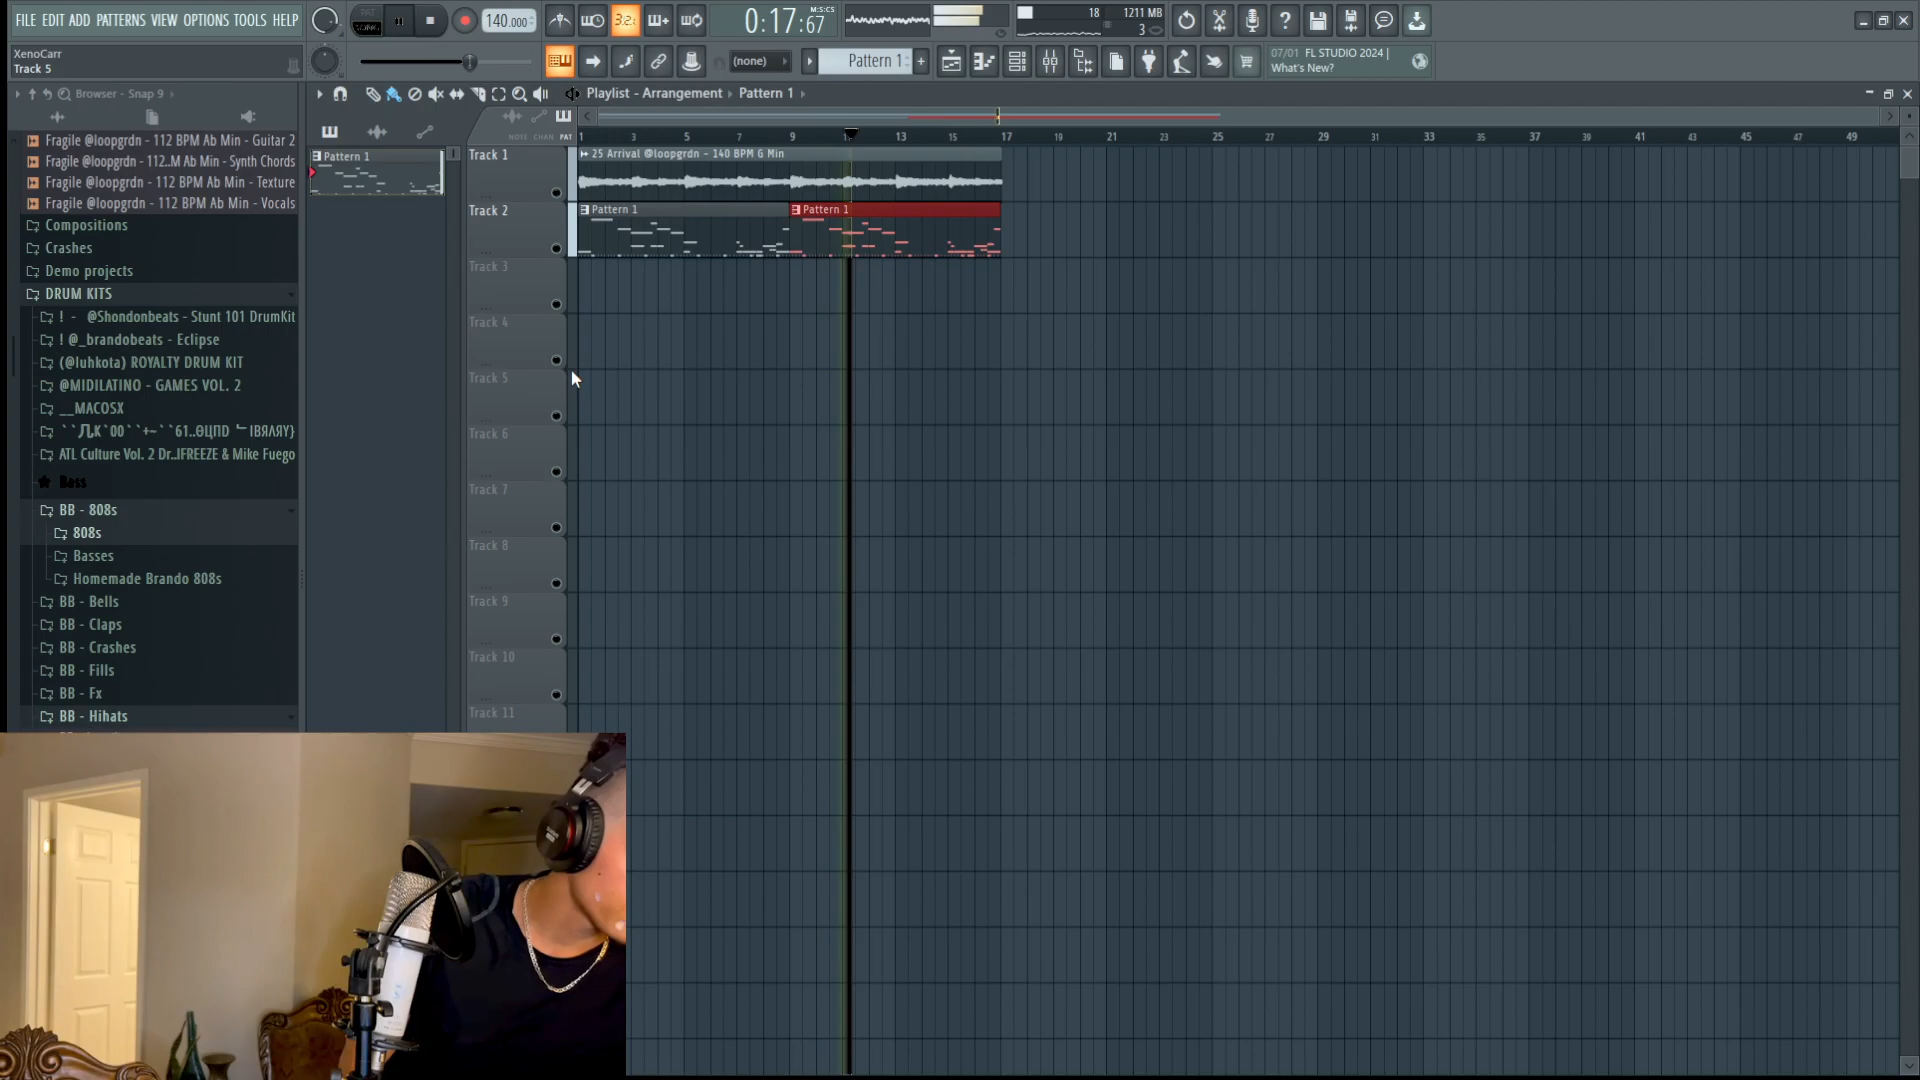 FILE EDIT ADD PATTERNS VIEW OPTIONS TOOLS HELP
PAT
SONG
140.000
3.2.
0:17:67
M:S:CS
18
1211 MB
3
XenoCarr
Track 5
(none)
Pattern 1
+
07/01 FL STUDIO 2024 |
What's New?
Browser - Snap 9
Playlist - Arrangement
Pattern 1
NOTE CHAN PAT
1 3 5 7 9 13 15 17 19 21 23 25 27 29 31 33 35 37 39 41 43 45 47 49
Fragile @loopgrdn - 112 BPM Ab Min - Guitar 2
Fragile @loopgrdn - 112..M Ab Min - Synth Chords
Fragile @loopgrdn - 112 BPM Ab Min - Texture
Fragile @loopgrdn - 112 BPM Ab Min - Vocals
Compositions
Crashes
Demo projects
DRUM KITS
! - @Shondonbeats - Stunt 101 DrumKit
! @_brandobeats - Eclipse
(@luhkota) ROYALTY DRUM KIT
@MIDILATINO - GAMES VOL. 2
__MACOSX
ATL Culture Vol. 2 Dr..IFREEZE & Mike Fuego
Bass
BB - 808s
808s
Basses
Homemade Brando 808s
BB - Bells
BB - Claps
BB - Crashes
BB - Fills
BB - Fx
BB - Hihats
Pattern 1
Track 1
25 Arrival @loopgrdn - 140 BPM G Min
Track 2
Pattern 1
Pattern 1
Track 3
Track 4
Track 5
Track 6
Track 7
Track 8
Track 9
Track 10
Track 11